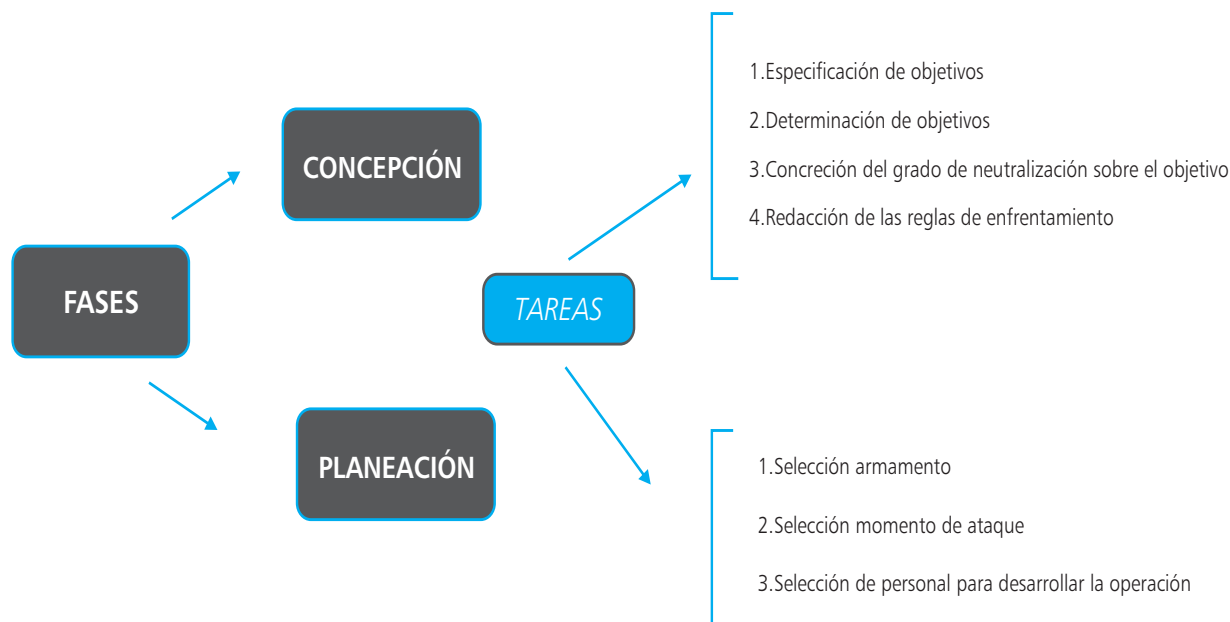 FASES
CONCEPCIÓN
PLANEACIÓN
TAREAS
1.Especificación de objetivos
2.Determinación de objetivos
3.Concreción del grado de neutralización sobre el objetivo
4.Redacción de las reglas de enfrentamiento
1.Selección armamento
2.Selección momento de ataque
3.Selección de personal para desarrollar la operación